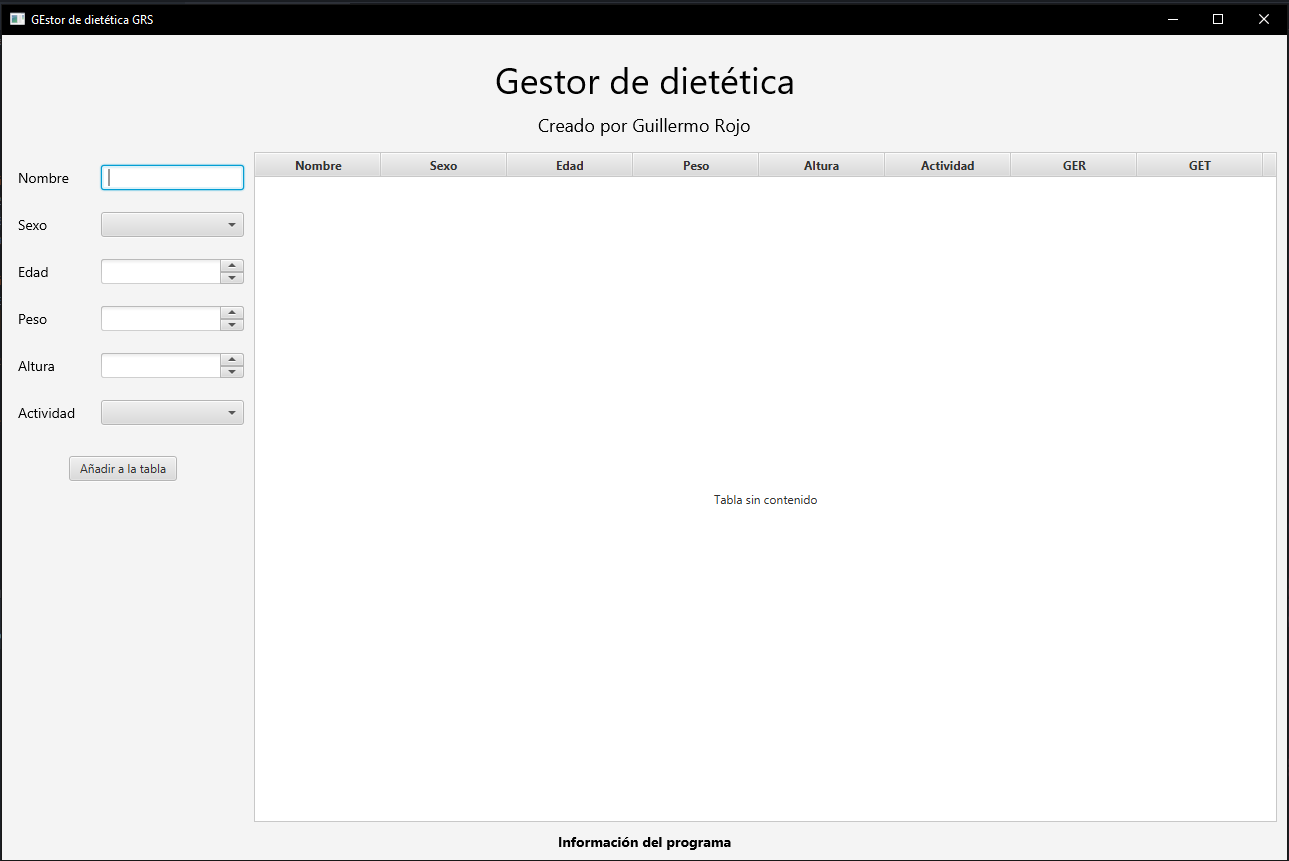 GEstor de dietética GRS
Gestor de dietética
Creado por Guillermo Rojo
Nombre
Sexo
Edad
Peso
Altura
Actividad
Añadir a la tabla
Nombre Sexo Edad Peso Altura Actividad GER GET
Tabla sin contenido
Información del programa